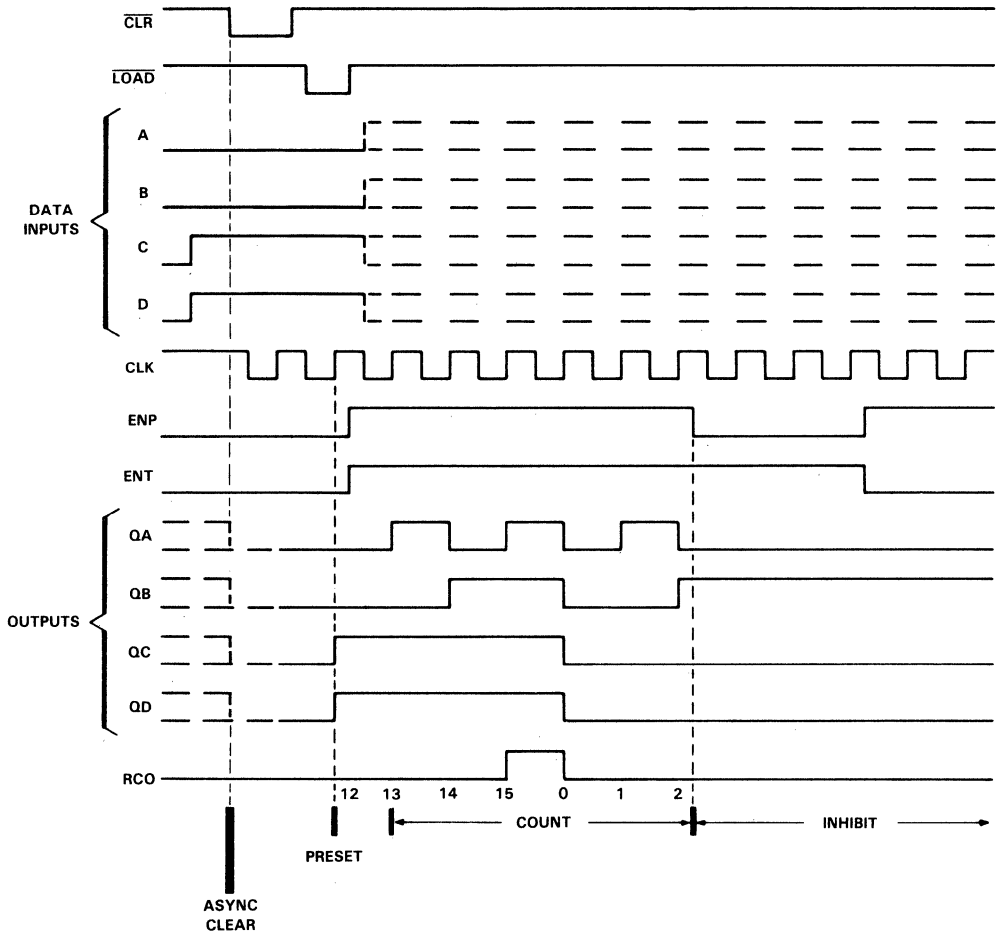 CLR
LOAD
A
B
DATA
INPUTS
C
D
CLK
ENP
ENT
QA
QB
OUTPUTS
QC
QD
RCO
12 13 14 15 0 1 2
COUNT INHIBIT
PRESET
ASYNC
CLEAR